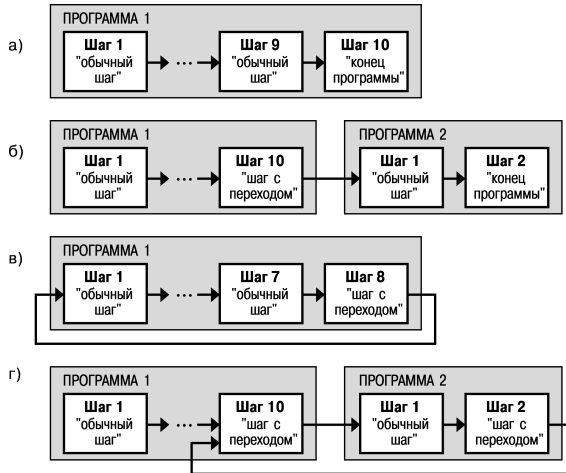 а)
ПРОГРАММА 1
Шаг 1
"обычный
шаг"
...
Шаг 9
"обычный
шаг"
Шаг 10
"конец
программы"
б)
ПРОГРАММА 1
Шаг 1
"обычный
шаг"
...
Шаг 10
"шаг с
переходом"
ПРОГРАММА 2
Шаг 1
"обычный
шаг"
Шаг 2
"конец
программы"
в)
ПРОГРАММА 1
Шаг 1
"обычный
шаг"
...
Шаг 7
"обычный
шаг"
Шаг 8
"шаг с
переходом"
г)
ПРОГРАММА 1
Шаг 1
"обычный
шаг"
...
Шаг 10
"шаг с
переходом"
ПРОГРАММА 2
Шаг 1
"обычный
шаг"
Шаг 2
"шаг с
переходом"